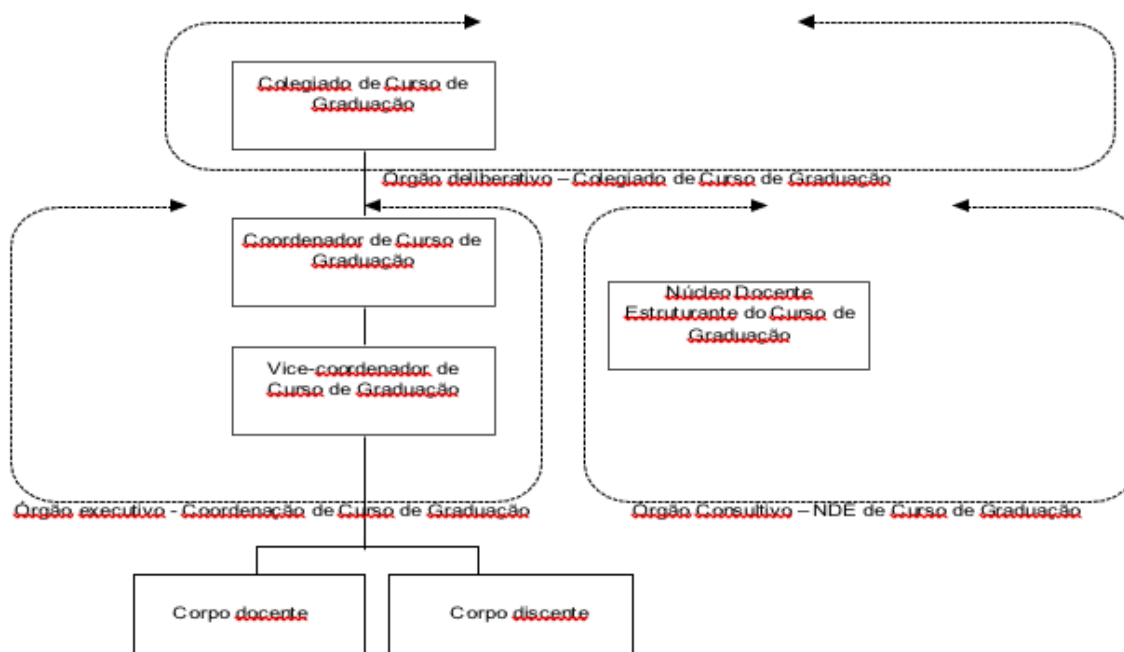 Colegiado de Curso de
Graduação
Órgão deliberativo – Colegiado de Curso de Graduação
Coordenador de Curso de
Graduação
Vice-coordenador de
Curso de Graduação
Órgão executivo - Coordenação de Curso de Graduação
Núcleo Docente
Estruturante do Curso de
Graduação
Órgão Consultivo – NDE de Curso de Graduação
Corpo docente
Corpo discente